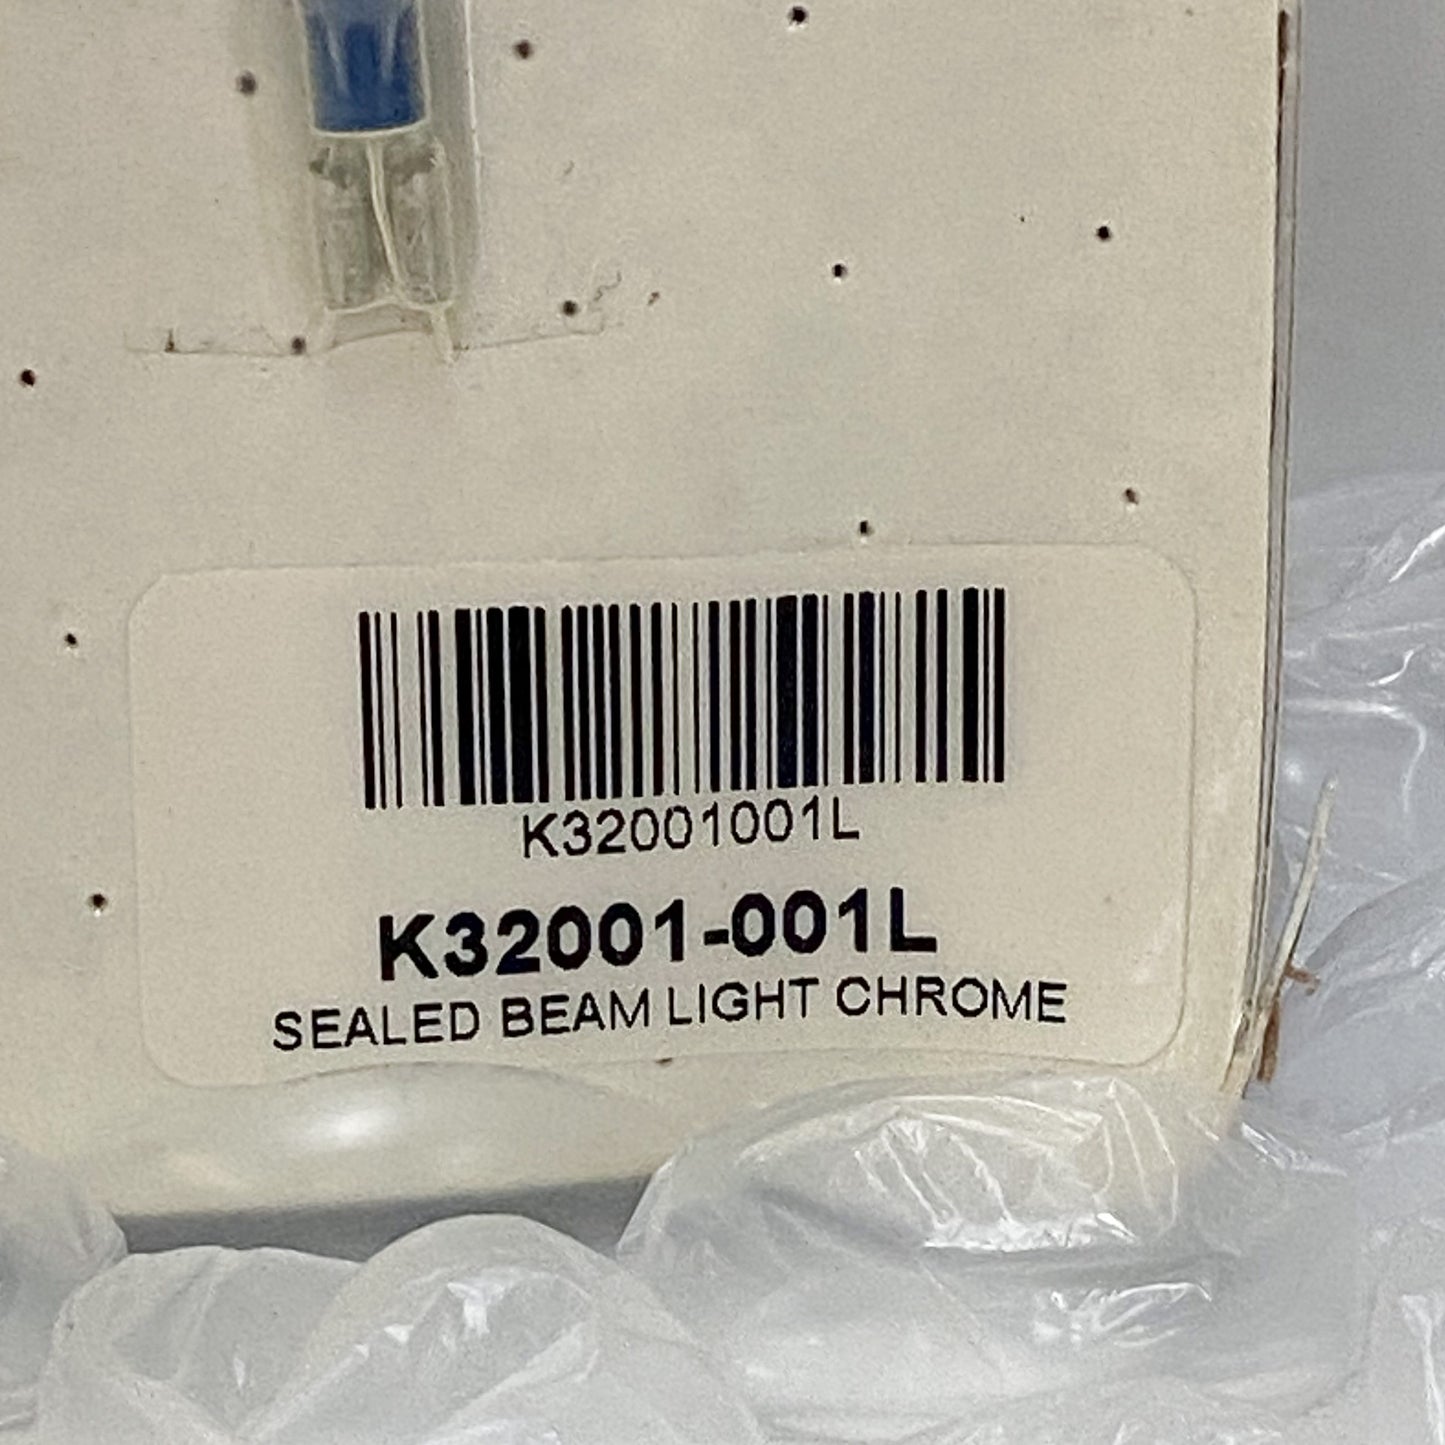 K32001001L
K32001-001L
SEALED BEAM LIGHT CHROME